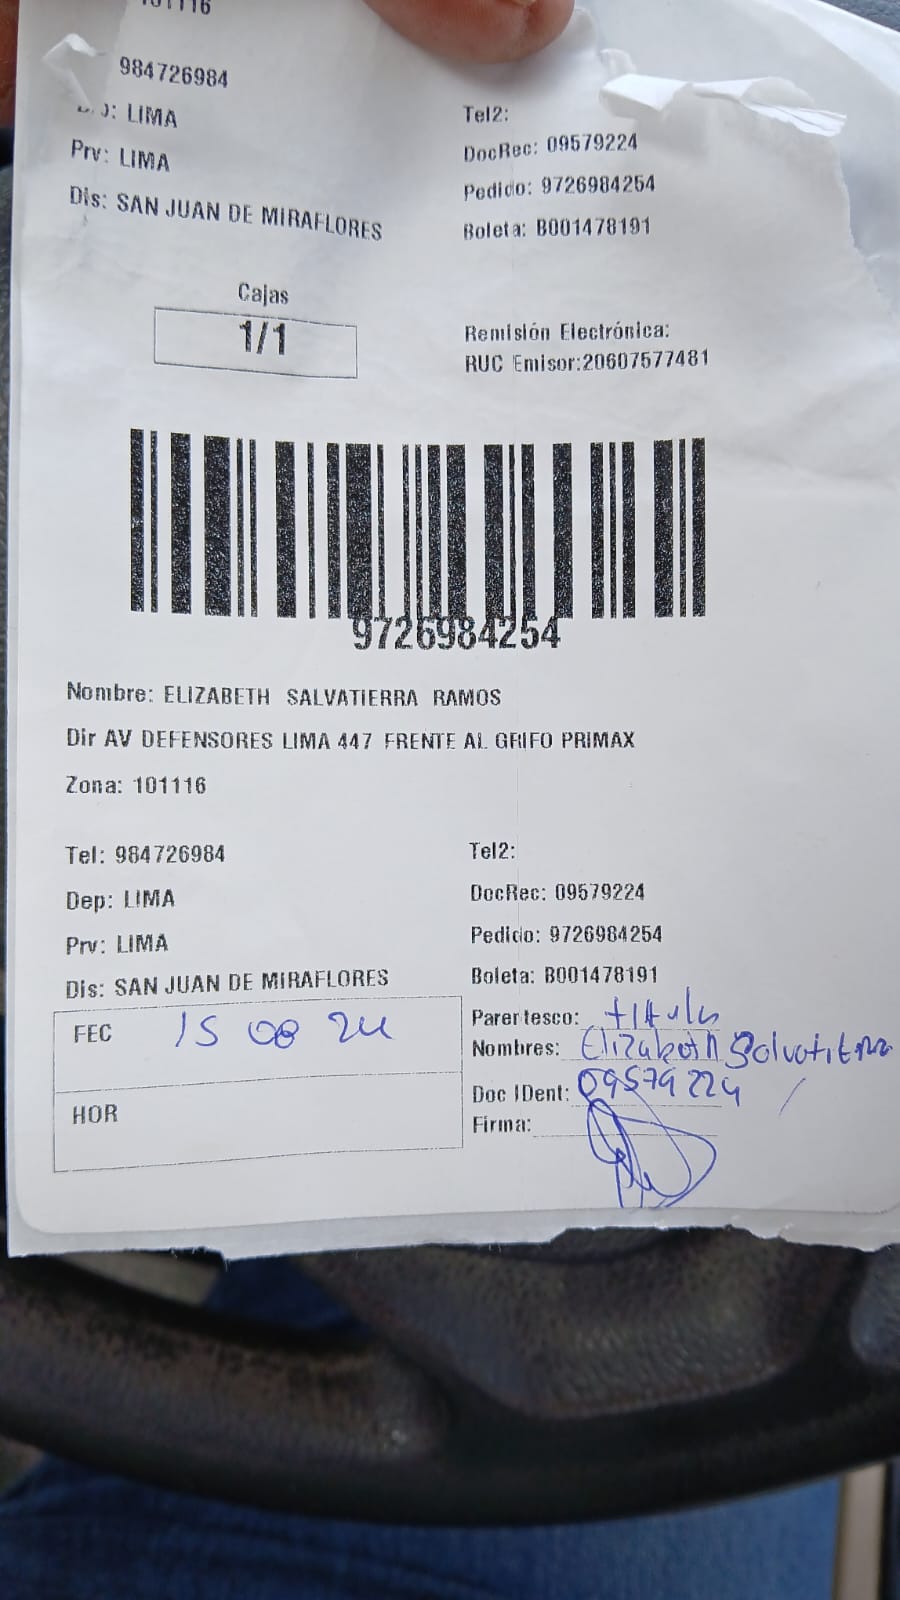 101116
984726984
LIMA
Tel2:
Prv: LIMA
DocRec: 09579224
Dis: SAN JUAN DE MIRAFLORES
Pedido: 9726984254
Boleta: B001478191
Cajas
1/1
Remisión Electrónica:
RUC Emisor:20607577481
9726984254
Nombre: ELIZABETH SALVATIERRA RAMOS
Dir AV DEFENSORES LIMA 447 FRENTE AL GRIFO PRIMAX
Zona: 101116
Tel: 984726984
Tel2:
Dep: LIMA
DocRec: 09579224
Prv: LIMA
Pedido: 9726984254
Dis: SAN JUAN DE MIRAFLORES
Boleta: B001478191
FEC 15 08 24
Parentesco: titular
Nombres: Elizabeth Salvatierra
Doc IDent: 09579224
HOR
Firma: